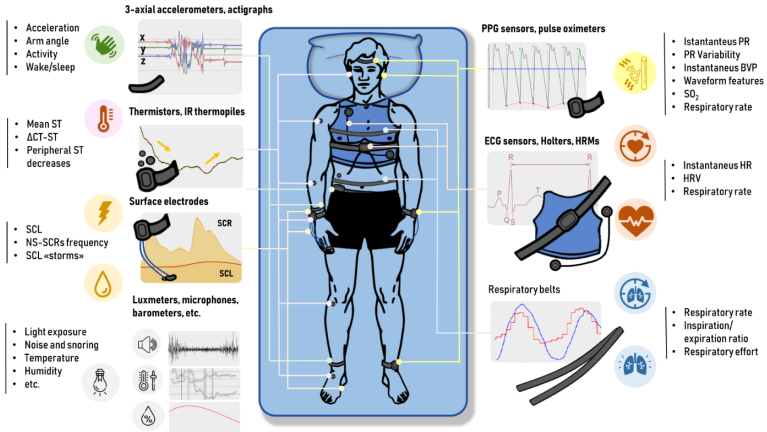 3-axial accelerometers, actigraphs
• Acceleration
• Arm angle
• Activity
• Wake/sleep
x
y
z
Thermistors, IR thermopiles
• Mean ST
• ΔCT-ST
• Peripheral ST
decreases
Surface electrodes
• SCL
• NS-SCRs frequency
• SCL «storms»
SCR
SCL
Luxmeters, microphones,
barometers, etc.
• Light exposure
• Noise and snoring
• Temperature
• Humidity
• etc.
%
PPG sensors, pulse oximeters
• Istantaneus PR
• PR Variability
• Instantaneus BVP
• Waveform features
• SO2
• Respiratory rate
ECG sensors, Holters, HRMs
R
R
P
T
Q
S
• Instantaneus HR
• HRV
• Respiratory rate
Respiratory belts
• Respiratory rate
• Inspiration/
expiration ratio
• Respiratory effort